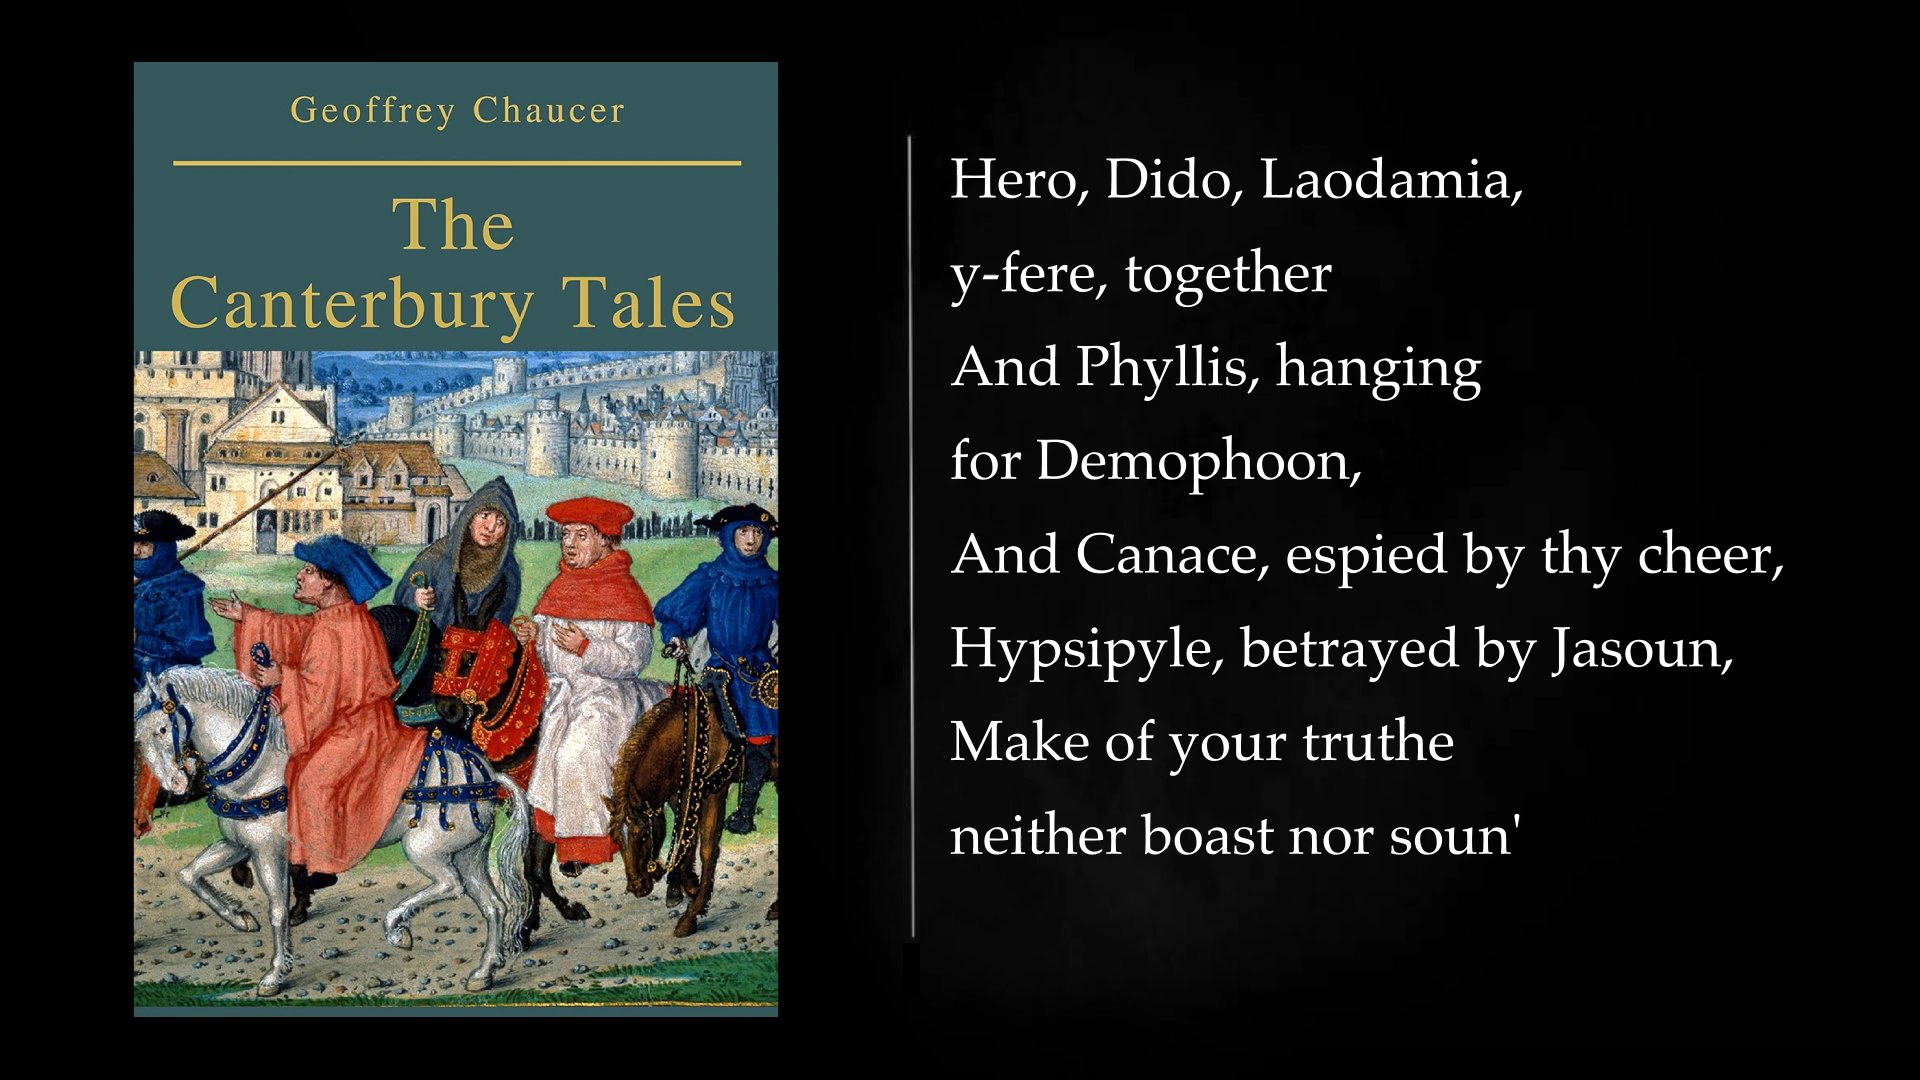 Geoffrey Chaucer
The
Canterbury Tales
Hero, Dido, Laodamia,
y-fere, together
And Phyllis, hanging
for Demophoon,
And Canace, espied by thy cheer,
Hypsipyle, betrayed by Jasoun,
Make of your truthe
neither boast nor soun'